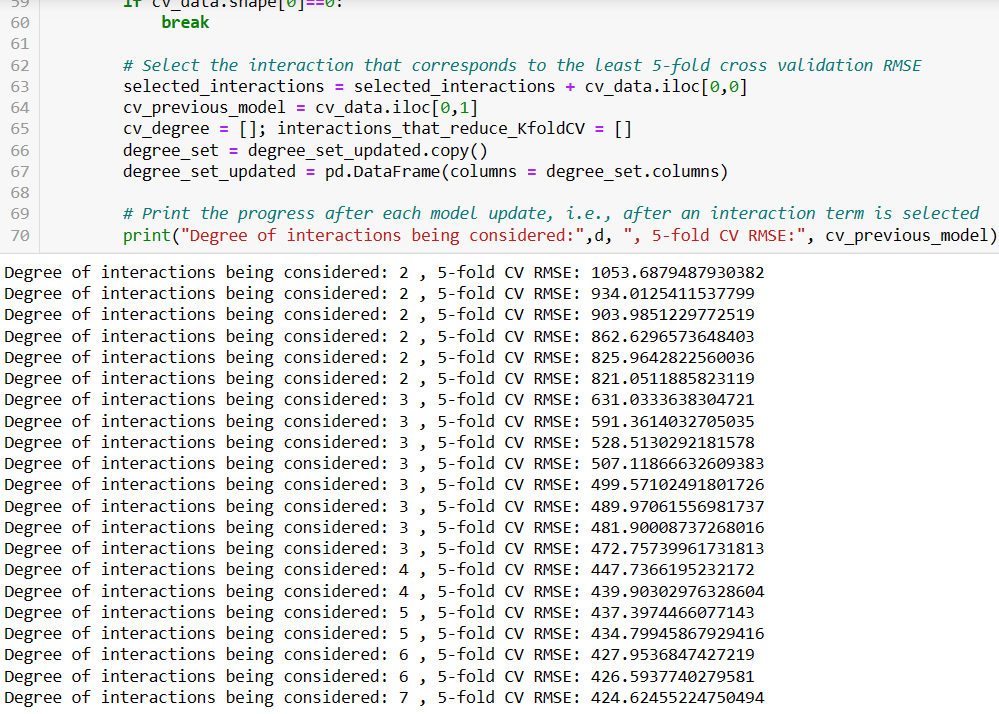 59 if cv_data.shape[0]==0:
60 break
61
62 # Select the interaction that corresponds to the least 5-fold cross validation RMSE
63 selected_interactions = selected_interactions + cv_data.iloc[0,0]
64 cv_previous_model = cv_data.iloc[0,1]
65 cv_degree = []; interactions_that_reduce_KfoldCV = []
66 degree_set = degree_set_updated.copy()
67 degree_set_updated = pd.DataFrame(columns = degree_set.columns)
68
69 # Print the progress after each model update, i.e., after an interaction term is selected
70 print("Degree of interactions being considered:",d, ", 5-fold CV RMSE:", cv_previous_model)
Degree of interactions being considered: 2 , 5-fold CV RMSE: 1053.6879487930382
Degree of interactions being considered: 2 , 5-fold CV RMSE: 934.0125411537799
Degree of interactions being considered: 2 , 5-fold CV RMSE: 903.9851229772519
Degree of interactions being considered: 2 , 5-fold CV RMSE: 862.6296573648403
Degree of interactions being considered: 2 , 5-fold CV RMSE: 825.9642822560036
Degree of interactions being considered: 2 , 5-fold CV RMSE: 821.0511885823119
Degree of interactions being considered: 3 , 5-fold CV RMSE: 631.0333638304721
Degree of interactions being considered: 3 , 5-fold CV RMSE: 591.3614032705035
Degree of interactions being considered: 3 , 5-fold CV RMSE: 528.5130292181578
Degree of interactions being considered: 3 , 5-fold CV RMSE: 507.11866632609383
Degree of interactions being considered: 3 , 5-fold CV RMSE: 499.57102491801726
Degree of interactions being considered: 3 , 5-fold CV RMSE: 489.97061556981737
Degree of interactions being considered: 3 , 5-fold CV RMSE: 481.90008737268016
Degree of interactions being considered: 3 , 5-fold CV RMSE: 472.75739961731813
Degree of interactions being considered: 4 , 5-fold CV RMSE: 447.7366195232172
Degree of interactions being considered: 4 , 5-fold CV RMSE: 439.90302976328604
Degree of interactions being considered: 5 , 5-fold CV RMSE: 437.3974466077143
Degree of interactions being considered: 5 , 5-fold CV RMSE: 434.79945867929416
Degree of interactions being considered: 6 , 5-fold CV RMSE: 427.9536847427219
Degree of interactions being considered: 6 , 5-fold CV RMSE: 426.5937740279581
Degree of interactions being considered: 7 , 5-fold CV RMSE: 424.62455224750494